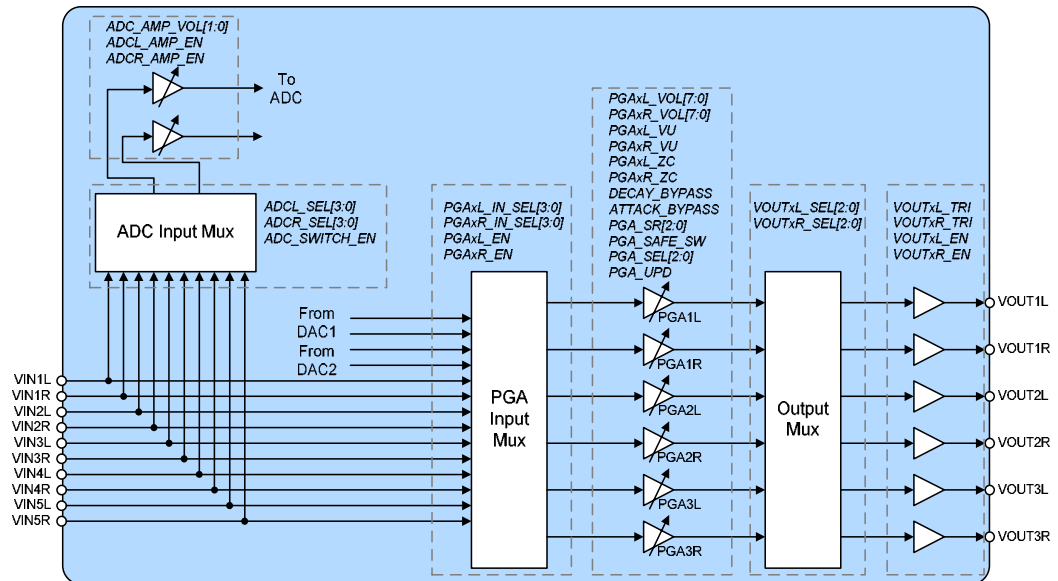 ADC_AMP_VOL[1:0]
ADCL_AMP_EN
ADCR_AMP_EN
To
ADC
ADC Input Mux
ADCL_SEL[3:0]
ADCR_SEL[3:0]
ADC_SWITCH_EN
PGAxL_IN_SEL[3:0]
PGAxR_IN_SEL[3:0]
PGAxL_EN
PGAxR_EN
PGAxL_VOL[7:0]
PGAxR_VOL[7:0]
PGAxL_VU
PGAxR_VU
PGAxL_ZC
PGAxR_ZC
DECAY_BYPASS
ATTACK_BYPASS
PGA_SR[2:0]
PGA_SAFE_SW
PGA_SEL[2:0]
PGA_UPD
VOUTxL_SEL[2:0]
VOUTxR_SEL[2:0]
VOUTxL_TRI
VOUTxR_TRI
VOUTxL_EN
VOUTxR_EN
From
DAC1
From
DAC2
VIN1L
VIN1R
VIN2L
VIN2R
VIN3L
VIN3R
VIN4L
VIN4R
VIN5L
VIN5R
PGA
Input
Mux
PGA1L
PGA1R
PGA2L
PGA2R
PGA3L
PGA3R
Output
Mux
VOUT1L
VOUT1R
VOUT2L
VOUT2R
VOUT3L
VOUT3R